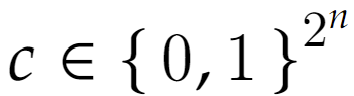 c ∈ { 0, 1 }^{2^n}